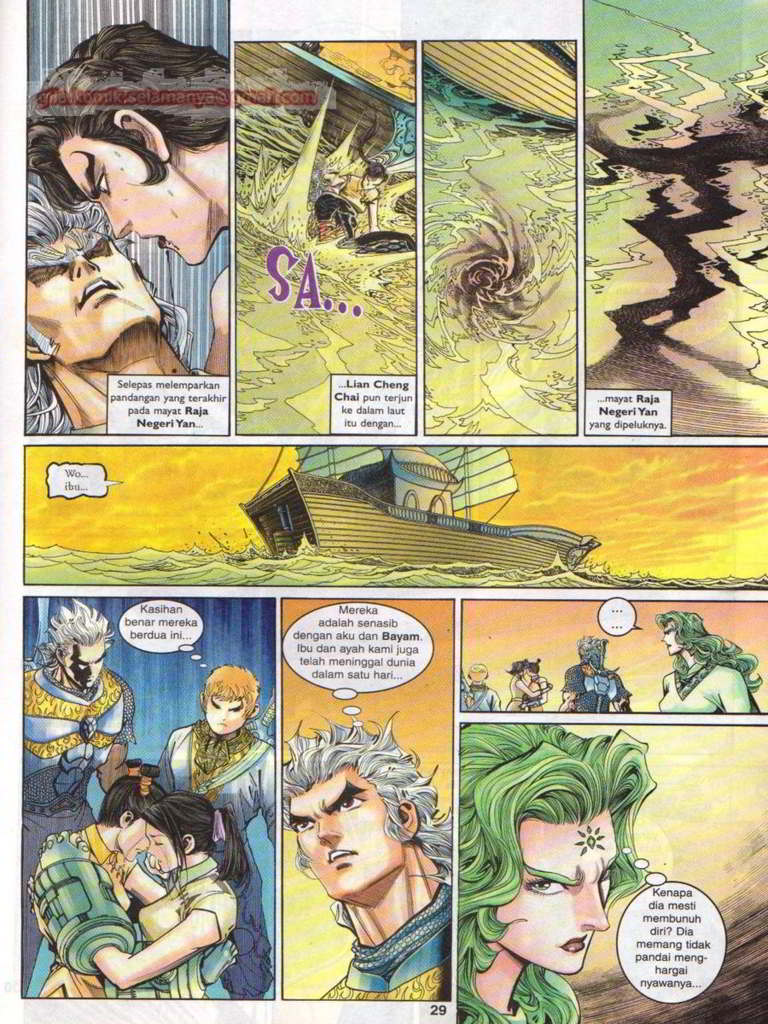 gilakomikselamanya@gmail.com
Selepas melemparkan
pandangan yang terakhir
pada mayat Raja
Negeri Yan...
SA...
...Lian Cheng
Chai pun terjun
ke dalam laut
itu dengan...
...mayat Raja
Negeri Yan
yang dipeluknya.
Wo...
ibu...
Kasihan
benar mereka
berdua ini...
Mereka
adalah senasib
dengan aku dan Bayam.
Ibu dan ayah kami juga
telah meninggal dunia
dalam satu hari...
...
...
Kenapa
dia mesti
membunuh
diri? Dia
memang tidak
pandai meng-
hargai
nyawanya...
29